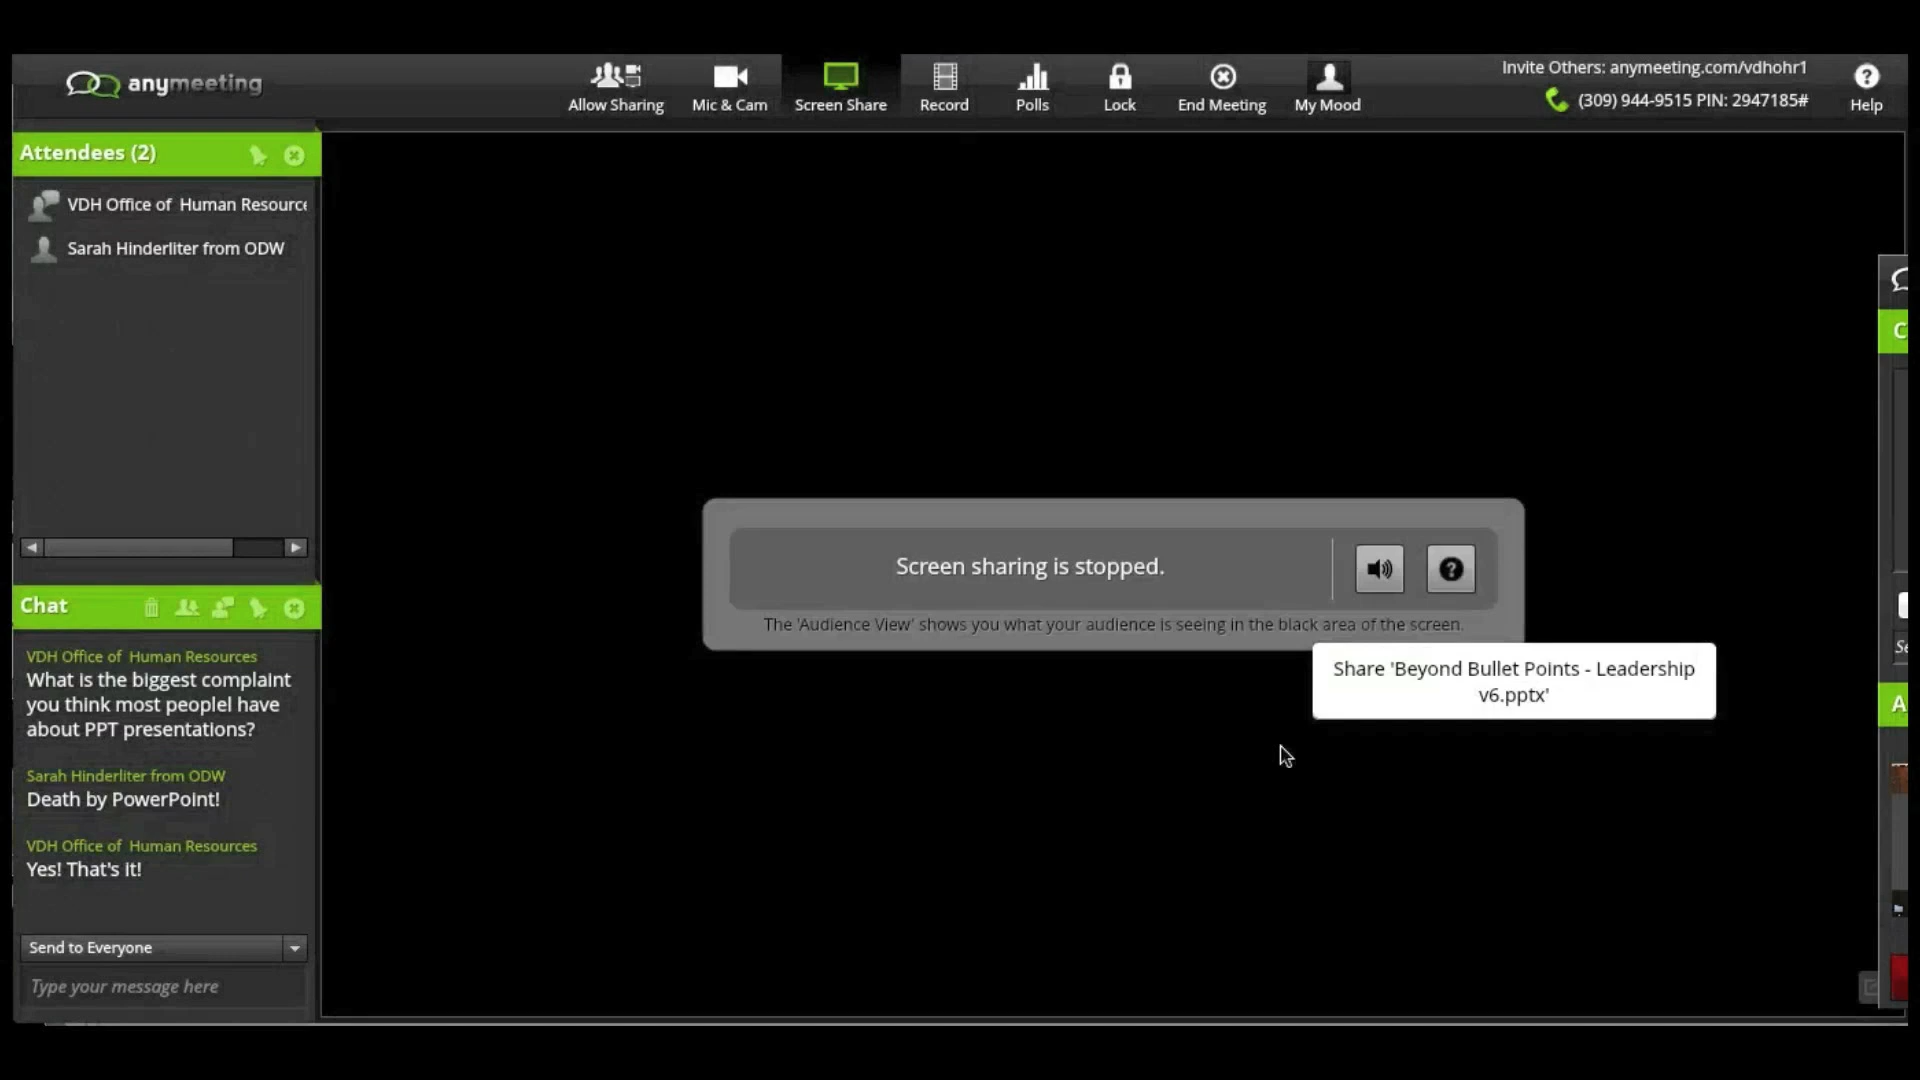 anymeeting
Allow Sharing
Mic & Cam
Screen Share
Record
Polls
Lock
End Meeting
My Mood
Invite Others: anymeeting.com/vdhohr1
(309) 944-9515 PIN: 2947185#
Help
Attendees (2)
VDH Office of Human Resource
Sarah Hinderliter from ODW
Screen sharing is stopped.
The 'Audience View' shows you what your audience is seeing in the black area of the screen.
Share 'Beyond Bullet Points - Leadership
v6.pptx'
Chat
VDH Office of Human Resources
What is the biggest complaint
you think most peoplel have
about PPT presentations?
Sarah Hinderliter from ODW
Death by PowerPoint!
VDH Office of Human Resources
Yes! That's it!
Send to Everyone
Type your message here
C
Se
A